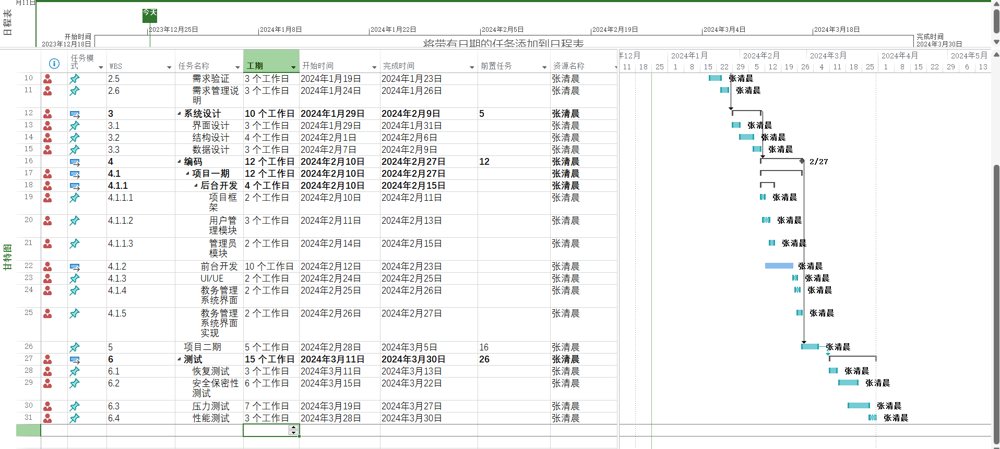 月11日
日程表
今天
2023年12月25日
2024年1月8日
2024年1月22日
2024年2月5日
2024年2月19日
2024年3月4日
2024年3月18日
开始时间
2023年12月18日
将带有日期的任务添加到日程表
完成时间
2024年3月30日
甘特图
任务模式 WBS 任务名称 工期 开始时间 完成时间 前置任务 资源名称
年12月 2024年1月 2024年2月 2024年3月 2024年4月 2024年5月
11 18 25 1 8 15 22 29 5 12 19 26 4 11 18 25 1 8 15 22 29 6 13
10 2.5 需求验证 3 个工作日 2024年1月19日 2024年1月23日 张清晨 张清晨
11 2.6 需求管理说明 3 个工作日 2024年1月24日 2024年1月26日 张清晨 张清晨
12 3 系统设计 10 个工作日 2024年1月29日 2024年2月9日 5 张清晨
13 3.1 界面设计 3 个工作日 2024年1月29日 2024年1月31日 张清晨 张清晨
14 3.2 结构设计 4 个工作日 2024年2月1日 2024年2月6日 张清晨 张清晨
15 3.3 数据设计 3 个工作日 2024年2月7日 2024年2月9日 张清晨 张清晨
16 4 编码 12 个工作日 2024年2月10日 2024年2月27日 12 张清晨 2/27
17 4.1 项目一期 12 个工作日 2024年2月10日 2024年2月27日 张清晨
18 4.1.1 后台开发 4 个工作日 2024年2月10日 2024年2月15日 张清晨
19 4.1.1.1 项目框架 2 个工作日 2024年2月10日 2024年2月11日 张清晨 张清晨
20 4.1.1.2 用户管理模块 3 个工作日 2024年2月11日 2024年2月13日 张清晨 张清晨
21 4.1.1.3 管理员模块 2 个工作日 2024年2月14日 2024年2月15日 张清晨 张清晨
22 4.1.2 前台开发 10 个工作日 2024年2月12日 2024年2月23日 张清晨 张清晨
23 4.1.3 UI/UE 2 个工作日 2024年2月24日 2024年2月25日 张清晨 张清晨
24 4.1.4 教务管理系统界面 2 个工作日 2024年2月25日 2024年2月26日 张清晨 张清晨
25 4.1.5 教务管理系统界面实现 2 个工作日 2024年2月26日 2024年2月27日 张清晨 张清晨
26 5 项目二期 5 个工作日 2024年2月28日 2024年3月5日 16 张清晨 张清晨
27 6 测试 15 个工作日 2024年3月11日 2024年3月30日 26 张清晨
28 6.1 恢复测试 3 个工作日 2024年3月11日 2024年3月13日 张清晨 张清晨
29 6.2 安全保密性测试 6 个工作日 2024年3月15日 2024年3月22日 张清晨 张清晨
30 6.3 压力测试 7 个工作日 2024年3月19日 2024年3月27日 张清晨 张清晨
31 6.4 性能测试 3 个工作日 2024年3月28日 2024年3月30日 张清晨 张清晨